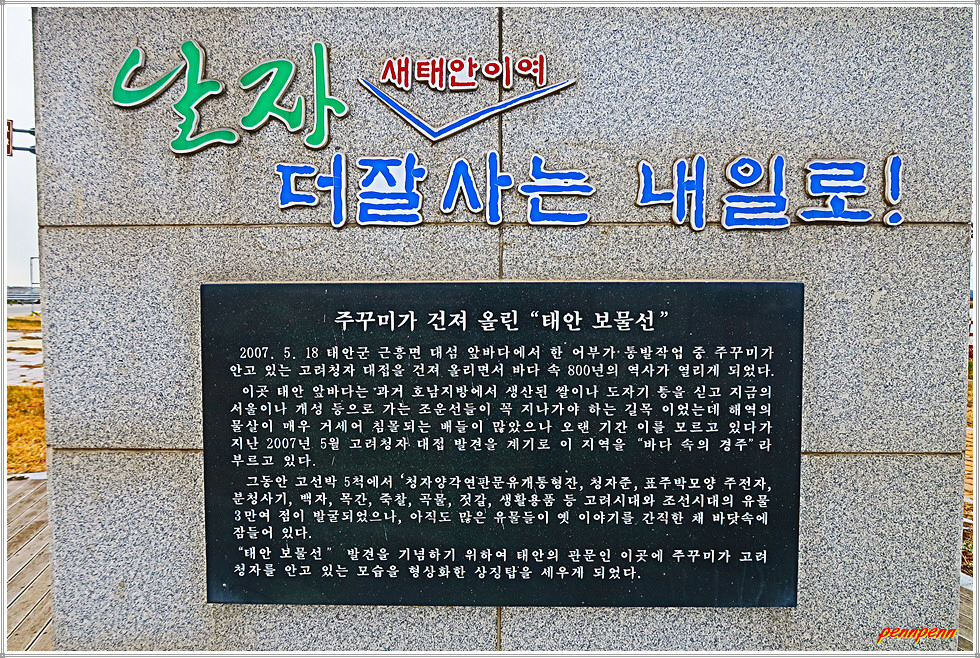 날자
새태안이여
더잘사는 내일로!
주꾸미가 건져 올린 “태안 보물선”
2007. 5. 18 태안군 근흥면 대섬 앞바다에서 한 어부가 통발작업 중 주꾸미가
안고 있는 고려청자 대접을 건져 올리면서 바다 속 800년의 역사가 열리게 되었다.
이곳 태안 앞바다는 과거 호남지방에서 생산된 쌀이나 도자기 등을 싣고 지금의
서울이나 개성 등으로 가는 조운선들이 꼭 지나가야 하는 길목 이었는데 해역의
물살이 매우 거세어 침몰되는 배들이 많았으나 오랜 기간 이를 모르고 있다가
지난 2007년 5월 고려청자 대접 발견을 계기로 이 지역을 “바다 속의 경주”라
부르고 있다.
그동안 고선박 5척에서 ‘청자양각연판문유개통형잔, 청자준, 표주박모양 주전자,
분청사기, 백자, 목간, 죽찰, 곡물, 젓갈, 생활용품 등 고려시대와 조선시대의 유물
3만여 점이 발굴되었으나, 아직도 많은 유물들이 옛 이야기를 간직한 채 바닷속에
잠들어 있다.
“태안 보물선” 발견을 기념하기 위하여 태안의 관문인 이곳에 주꾸미가 고려
청자를 안고 있는 모습을 형상화한 상징탑을 세우게 되었다.
pennpenn